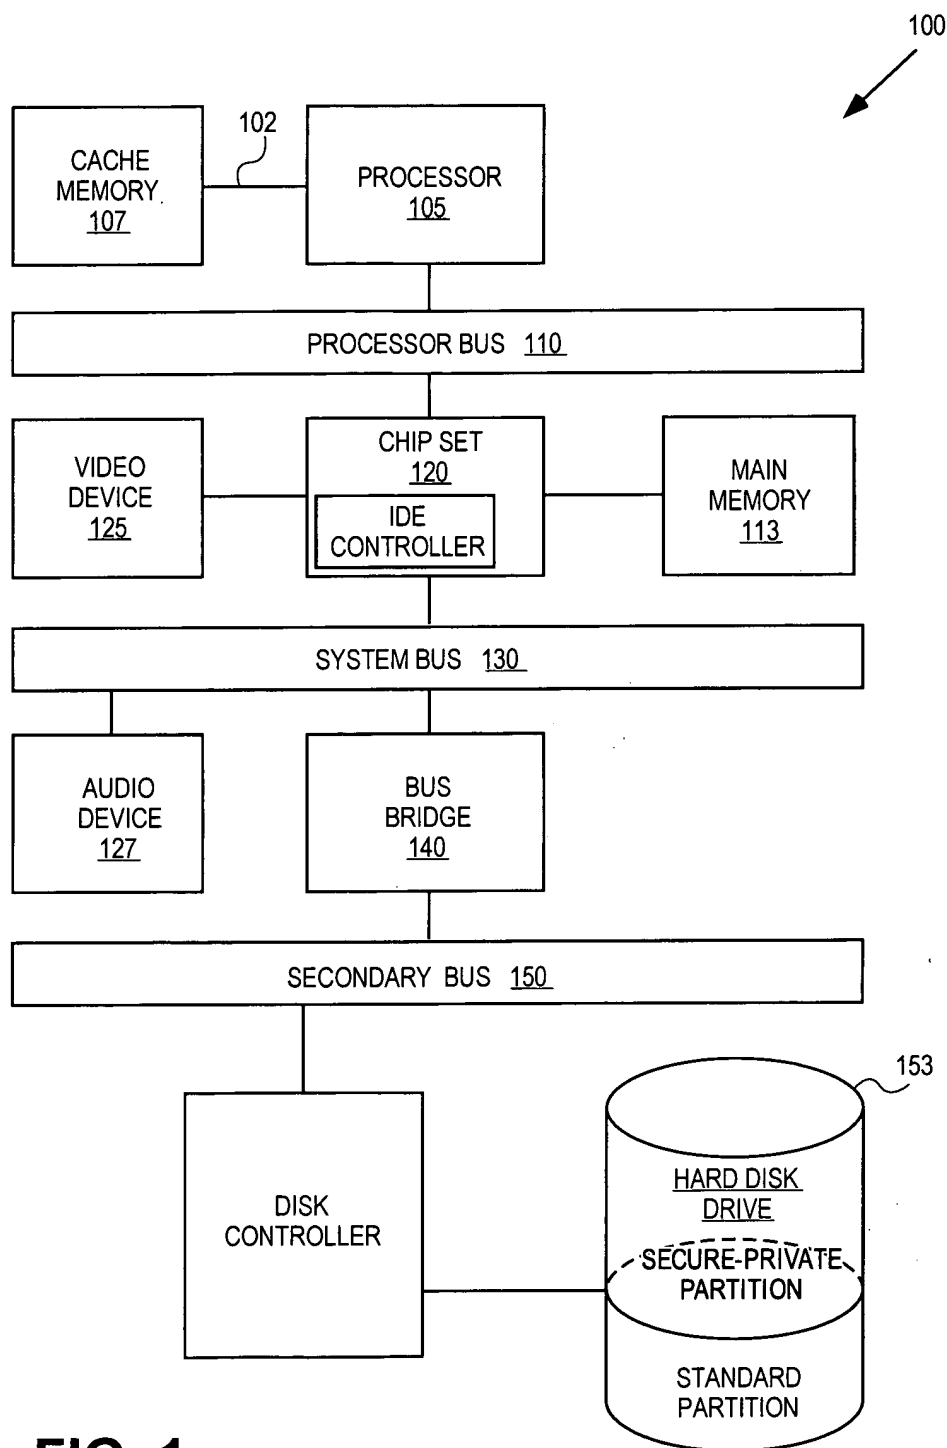 100
102
CACHE
MEMORY
107
PROCESSOR
105
PROCESSOR BUS 110
VIDEO
DEVICE
125
CHIP SET
120
IDE
CONTROLLER
MAIN
MEMORY
113
SYSTEM BUS 130
AUDIO
DEVICE
127
BUS
BRIDGE
140
SECONDARY BUS 150
153
DISK
CONTROLLER
HARD DISK
DRIVE
SECURE-PRIVATE
PARTITION
STANDARD
PARTITION
FIG. 1